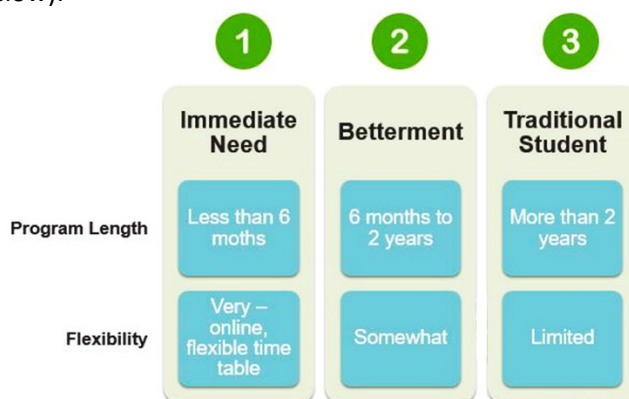 1 2 3
Immediate Need
Betterment
Traditional Student
Program Length
Less than 6
moths
6 months to
2 years
More than 2
years
Flexibility
Very –
online,
flexible time
table
Somewhat
Limited